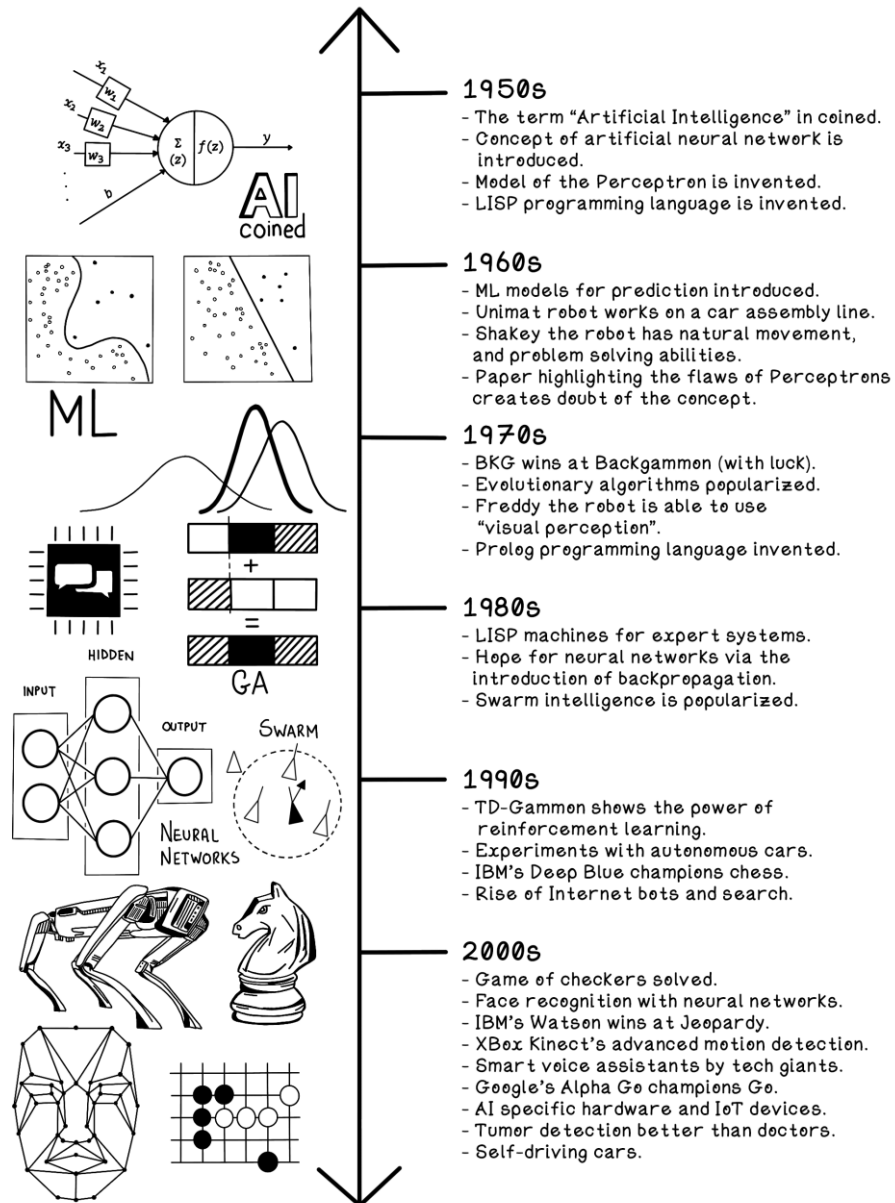 x1
w1
x2
w2
x3
w3
b
Σ
(z)
f(z)
y
AI
coined
ML
+
=
GA
INPUT
HIDDEN
OUTPUT
NEURAL
NETWORKS
SWARM
1950s
- The term “Artificial Intelligence” in coined.
- Concept of artificial neural network is
introduced.
- Model of the Perceptron is invented.
- LISP programming language is invented.
1960s
- ML models for prediction introduced.
- Unimat robot works on a car assembly line.
- Shakey the robot has natural movement,
and problem solving abilities.
- Paper highlighting the flaws of Perceptrons
creates doubt of the concept.
1970s
- BKG wins at Backgammon (with luck).
- Evolutionary algorithms popularized.
- Freddy the robot is able to use
“visual perception”.
- Prolog programming language invented.
1980s
- LISP machines for expert systems.
- Hope for neural networks via the
introduction of backpropagation.
- Swarm intelligence is popularized.
1990s
- TD-Gammon shows the power of
reinforcement learning.
- Experiments with autonomous cars.
- IBM's Deep Blue champions chess.
- Rise of Internet bots and search.
2000s
- Game of checkers solved.
- Face recognition with neural networks.
- IBM's Watson wins at Jeopardy.
- XBox Kinect's advanced motion detection.
- Smart voice assistants by tech giants.
- Google's Alpha Go champions Go.
- AI specific hardware and IoT devices.
- Tumor detection better than doctors.
- Self-driving cars.